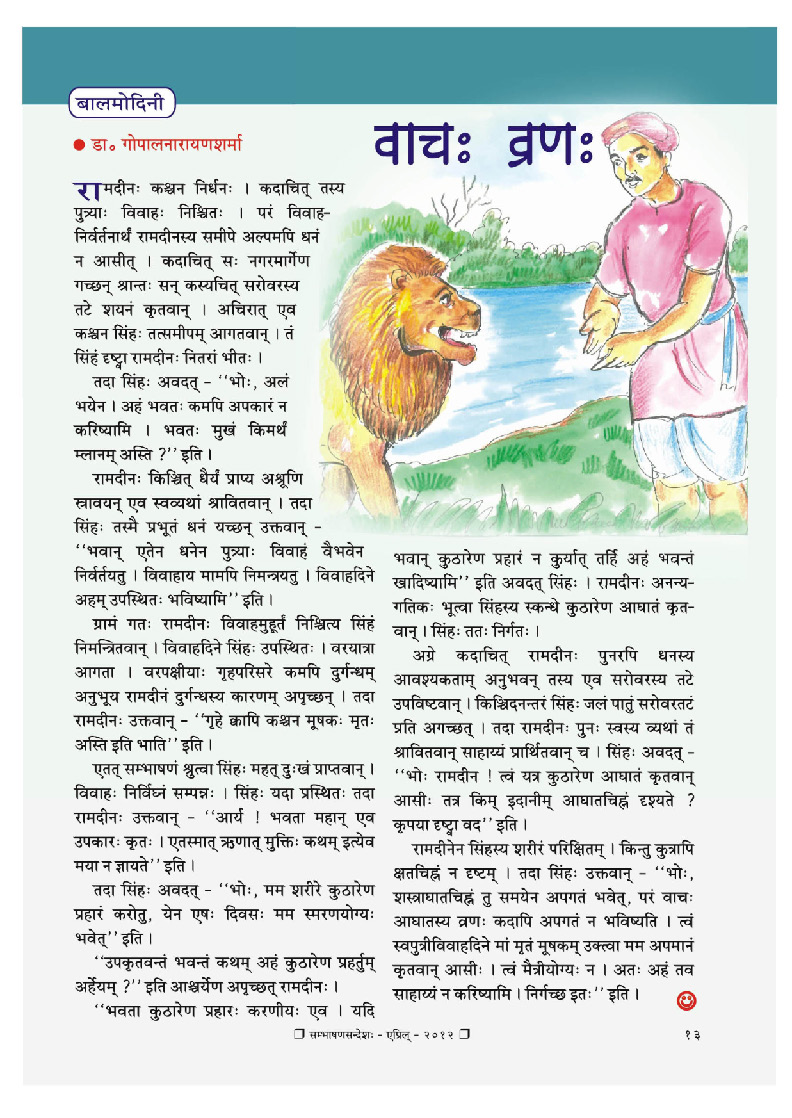 बालमोदिनी
● डा॰ गोपालनारायणशर्मा
वाचः व्रणः
रामदीनः कश्चन निर्धनः । कदाचित् तस्य
पुत्र्याः विवाहः निश्चितः । परं विवाह-
निर्वर्तनार्थं रामदीनस्य समीपे अल्पमपि धनं
न आसीत् । कदाचित् सः नगरमार्गेण
गच्छन् श्रान्तः सन् कस्यचित् सरोवरस्य
तटे शयनं कृतवान् । अचिरात् एव
कश्चन सिंहः तत्समीपम् आगतवान् । तं
सिंहं दृष्ट्वा रामदीनः नितरां भीतः ।
तदा सिंहः अवदत् - ‘‘भोः, अलं
भयेन । अहं भवतः कमपि अपकारं न
करिष्यामि । भवतः मुखं किमर्थं
म्लानम् अस्ति ?’’ इति ।
रामदीनः किञ्चित् धैर्यं प्राप्य अश्रूणि
स्रावयन् एव स्वव्यथां श्रावितवान् । तदा
सिंहः तस्मै प्रभूतं धनं यच्छन् उक्तवान् -
‘‘भवान् एतेन धनेन पुत्र्याः विवाहं वैभवेन
निर्वर्तयतु । विवाहाय मामपि निमन्त्रयतु । विवाहदिने
अहम् उपस्थितः भविष्यामि’’ इति ।
ग्रामं गतः रामदीनः विवाहमुहूर्तं निश्चित्य सिंहं
निमन्त्रितवान् । विवाहदिने सिंहः उपस्थितः । वरयात्रा
आगता । वरपक्षीयाः गृहपरिसरे कमपि दुर्गन्धम्
अनुभूय रामदीनं दुर्गन्धस्य कारणम् अपृच्छन् । तदा
रामदीनः उक्तवान् - ‘‘गृहे क्वापि कश्चन मूषकः मृतः
अस्ति इति भाति’’ इति ।
एतत् सम्भाषणं श्रुत्वा सिंहः महत् दुःखं प्राप्तवान् ।
विवाहः निर्विघ्नं सम्पन्नः । सिंहः यदा प्रस्थितः तदा
रामदीनः उक्तवान् - ‘‘आर्य ! भवता महान् एव
उपकारः कृतः । एतस्मात् ऋणात् मुक्तिः कथम् इत्येव
मया न ज्ञायते’’ इति ।
तदा सिंहः अवदत् - ‘‘भोः, मम शरीरे कुठारेण
प्रहारं करोतु, येन एषः दिवसः मम स्मरणयोग्यः
भवेत्’’ इति ।
‘‘उपकृतवन्तं भवन्तं कथम् अहं कुठारेण प्रहर्तुम्
अर्हेयम् ?’’ इति आश्चर्येण अपृच्छत् रामदीनः ।
‘‘भवता कुठारेण प्रहारः करणीयः एव । यदि
भवान् कुठारेण प्रहारं न कुर्यात् तर्हि अहं भवन्तं
खादिष्यामि’’ इति अवदत् सिंहः । रामदीनः अनन्य-
गतिकः भूत्वा सिंहस्य स्कन्धे कुठारेण आघातं कृत-
वान् । सिंहः ततः निर्गतः ।
अग्रे कदाचित् रामदीनः पुनरपि धनस्य
आवश्यकताम् अनुभवन् तस्य एव सरोवरस्य तटे
उपविष्टवान् । किञ्चिदनन्तरं सिंहः जलं पातुं सरोवरतटं
प्रति अगच्छत् । तदा रामदीनः पुनः स्वस्य व्यथां तं
श्रावितवान् साहाय्यं प्रार्थितवान् च । सिंहः अवदत् -
‘‘भोः रामदीन ! त्वं यत्र कुठारेण आघातं कृतवान्
आसीः तत्र किम् इदानीम् आघातचिह्नं दृश्यते ?
कृपया दृष्ट्वा वद’’ इति ।
रामदीनेन सिंहस्य शरीरं परिक्षितम् । किन्तु कुत्रापि
क्षतचिह्नं न दृष्टम् । तदा सिंहः उक्तवान् - ‘‘भोः,
शस्त्राघातचिह्नं तु समयेन अपगतं भवेत्, परं वाचः
आघातस्य व्रणः कदापि अपगतं न भविष्यति । त्वं
स्वपुत्रीविवाहदिने मां मृतं मूषकम् उक्त्वा मम अपमानं
कृतवान् आसीः । त्वं मैत्रीयोग्यः न । अतः अहं तव
साहाय्यं न करिष्यामि । निर्गच्छ इतः’’ इति ।
❐ सम्भाषणसन्देशः - एप्रिल् - २०१२ ❐
१३